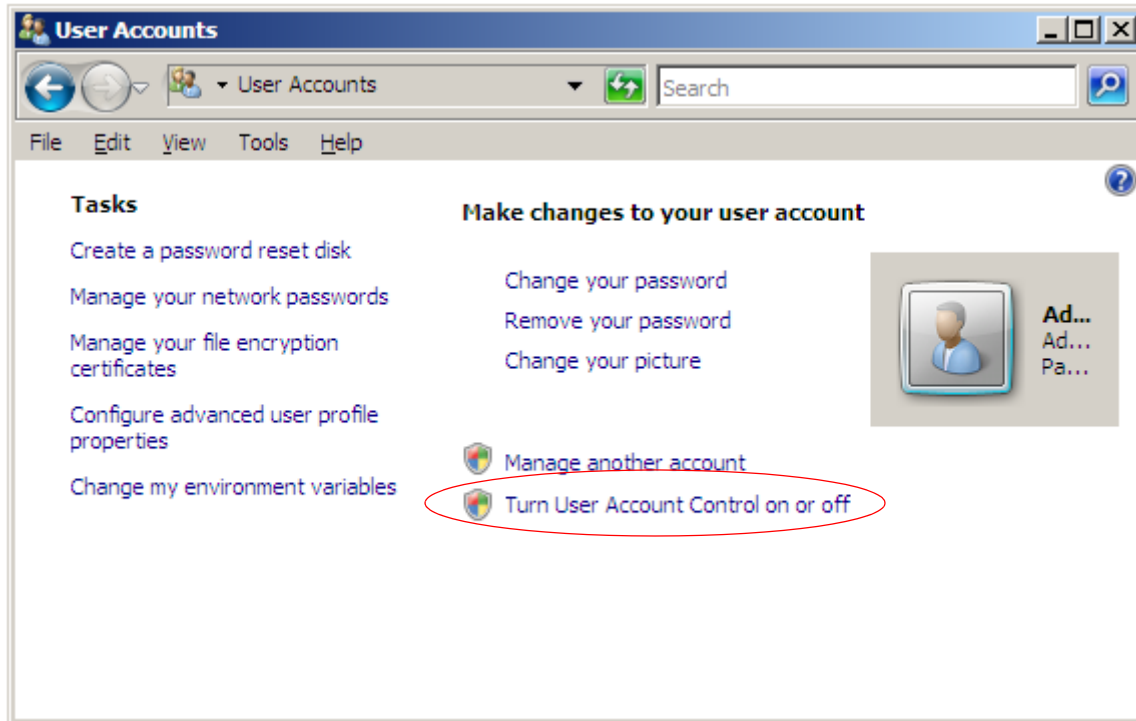 User Accounts
User Accounts
Search
File Edit View Tools Help
Tasks
Create a password reset disk
Manage your network passwords
Manage your file encryption
certificates
Configure advanced user profile
properties
Change my environment variables
Make changes to your user account
Change your password
Remove your password
Change your picture
Ad...
Ad...
Pa...
Manage another account
Turn User Account Control on or off